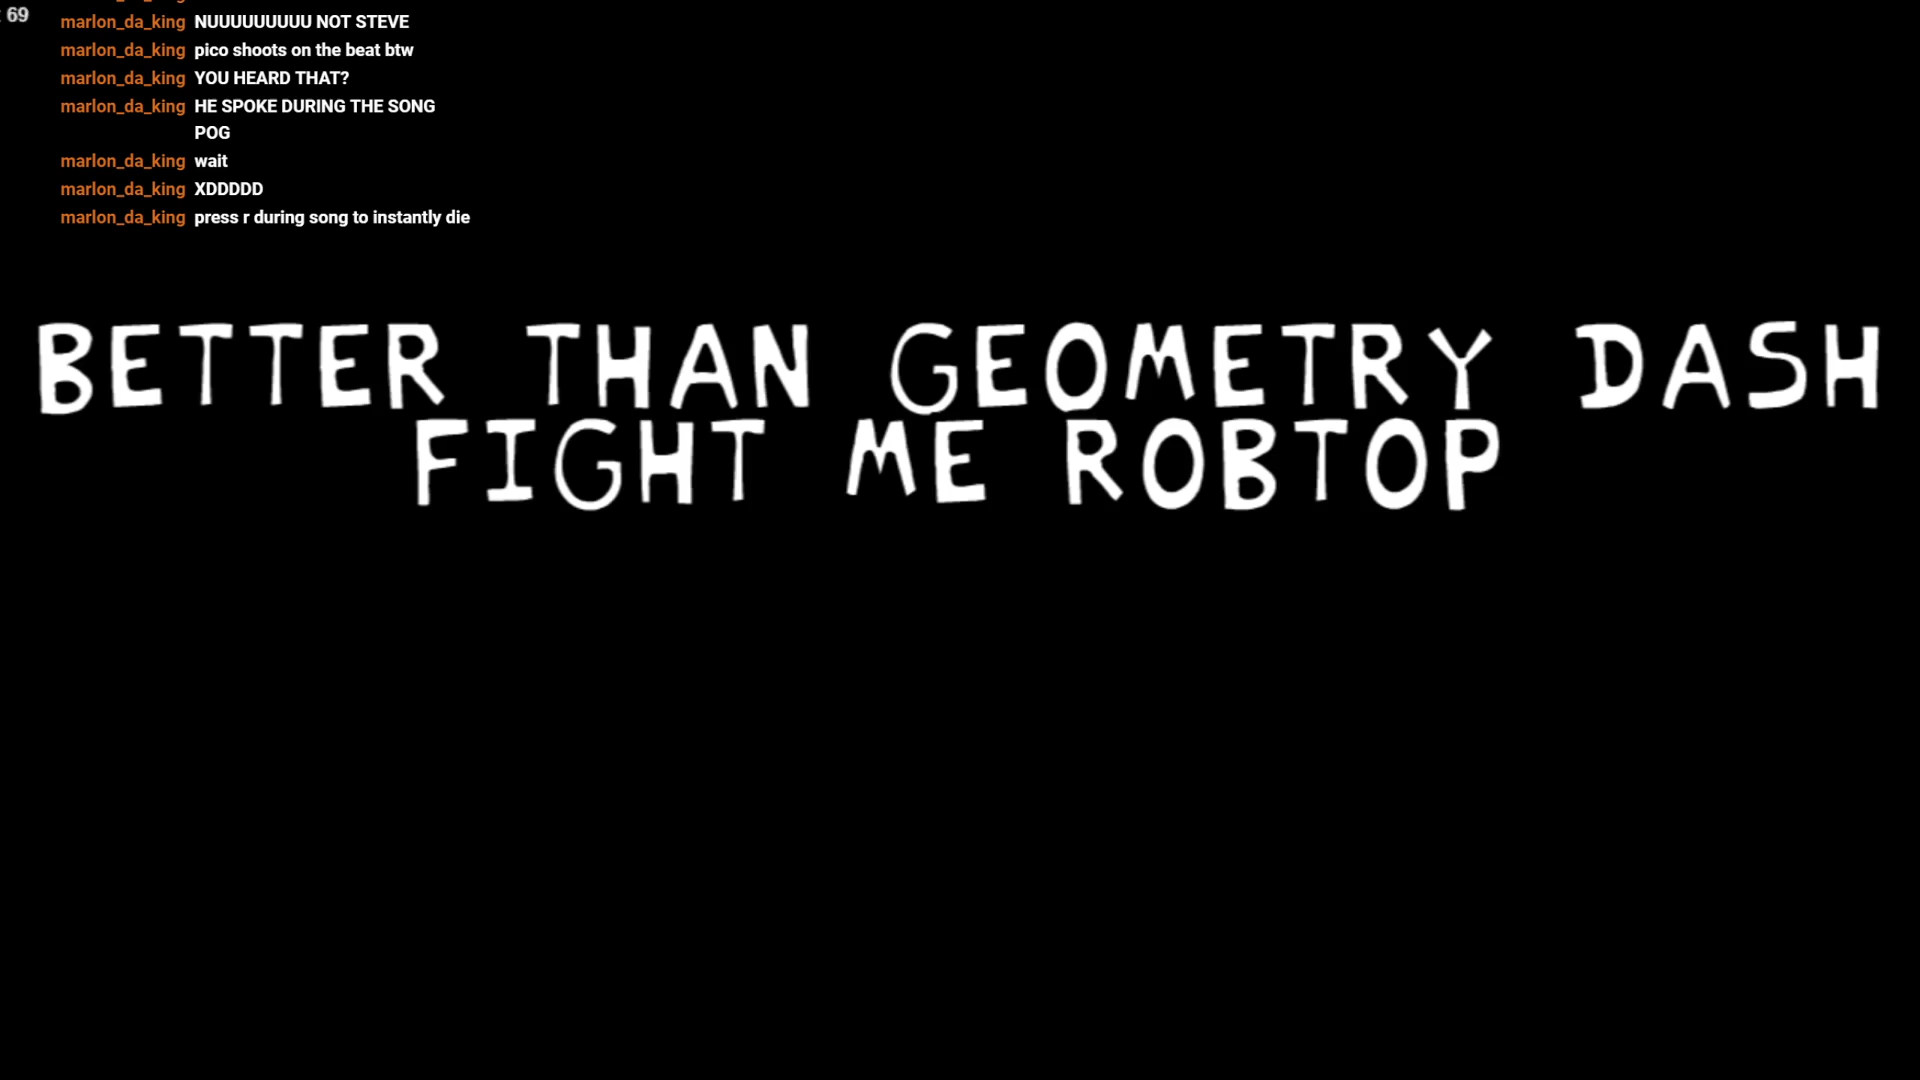 69
marlon_da_king NUUUUUUUUU NOT STEVE
marlon_da_king pico shoots on the beat btw
marlon_da_king YOU HEARD THAT?
marlon_da_king HE SPOKE DURING THE SONG
POG
marlon_da_king wait
marlon_da_king XDDDDD
marlon_da_king press r during song to instantly die
BETTER THAN GEOMETRY DASH
FIGHT ME ROBTOP